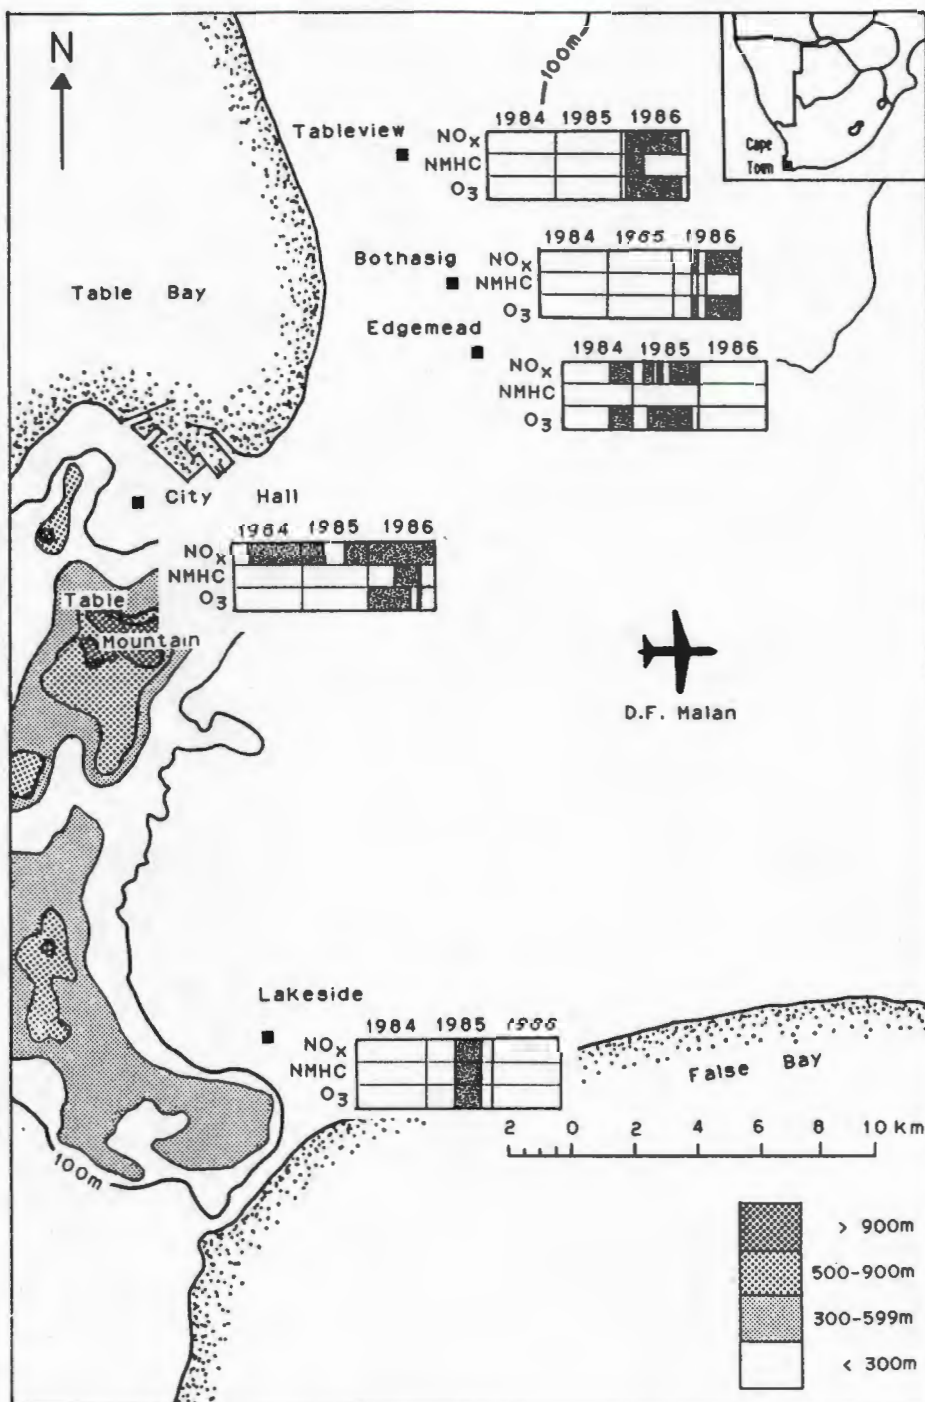 N
100m
Cape
Town
Tableview
1984 1985 1986
NOx
NMHC
O3
Bothasig
1984 1985 1986
NOx
NMHC
O3
Table Bay
Edgemead
1984 1985 1986
NOx
NMHC
O3
City Hall
1984 1985 1986
NOx
NMHC
O3
Table
Mountain
D.F. Malan
Lakeside
1984 1985 1986
NOx
NMHC
O3
False Bay
2 0 2 4 6 8 10 Km
100m
> 900m
500-900m
300-599m
< 300m